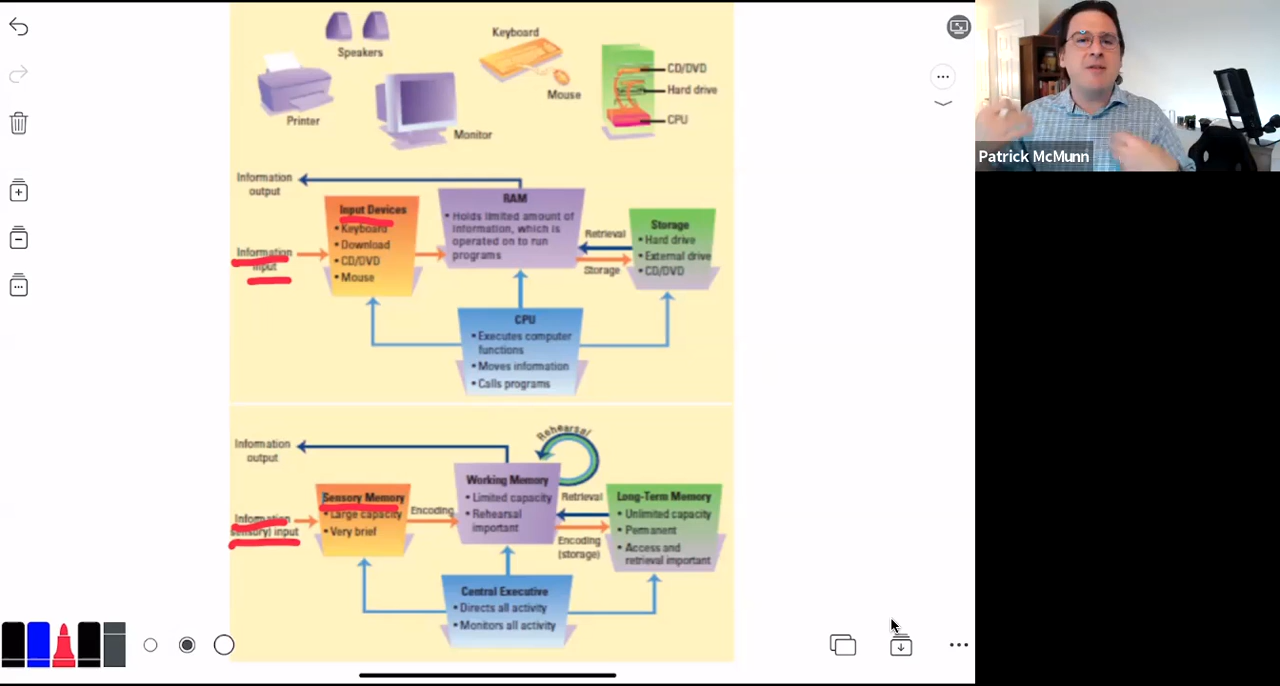 Speakers
Keyboard
CD/DVD
Hard drive
CPU
Mouse
Printer
Monitor
Patrick McMunn
Information
output
RAM
• Holds limited amount of
information, which is
operated on to run
programs
Input Devices
• Keyboard
• Download
• CD/DVD
• Mouse
Information
input
Retrieval
Storage
Storage
• Hard drive
• External drive
• CD/DVD
CPU
• Executes computer
functions
• Moves information
• Calls programs
Information
output
Rehearsal
Working Memory
• Limited capacity
• Rehearsal
important
Sensory Memory
• Large capacity
• Very brief
Information
sensory) input
Encoding
Retrieval
Encoding
(storage)
Long-Term Memory
• Unlimited capacity
• Permanent
• Access and
retrieval important
Central Executive
• Directs all activity
• Monitors all activity